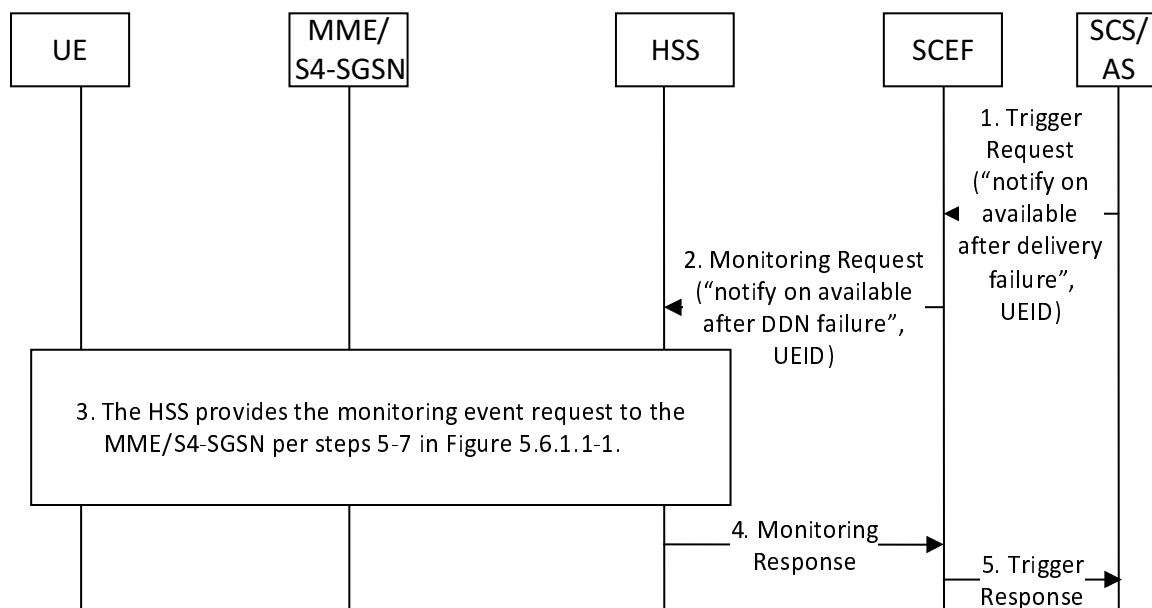 UE
MME/
S4-SGSN
HSS
SCEF
SCS/
AS
1. Trigger
Request
(“notify on
available
after delivery
failure”,
UEID)
2. Monitoring Request
(“notify on available
after DDN failure”,
UEID)
3. The HSS provides the monitoring event request to the
MME/S4-SGSN per steps 5-7 in Figure 5.6.1.1-1.
4. Monitoring
Response
5. Trigger
Response